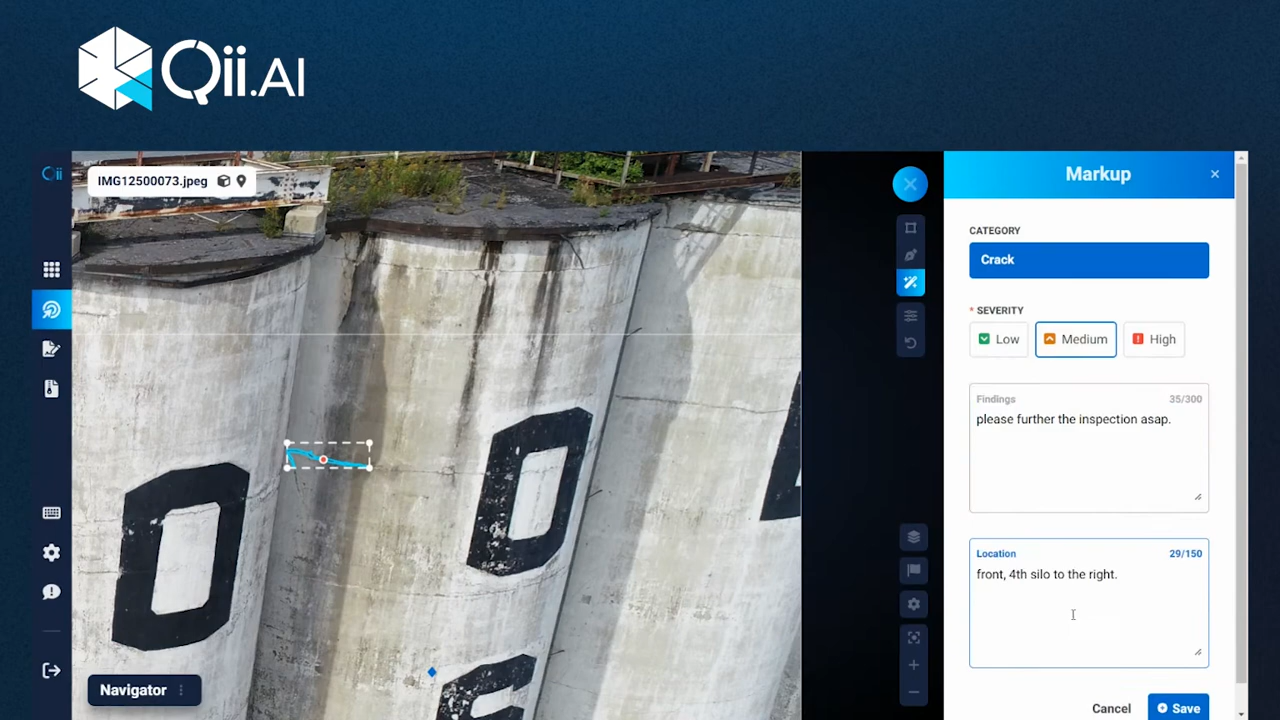 Qii.AI
Qii
IMG12500073.jpeg
Markup
CATEGORY
Crack
* SEVERITY
Low
Medium
High
Findings
35/300
please further the inspection asap.
Location
29/150
front, 4th silo to the right.
O
O
Navigator
Cancel
Save